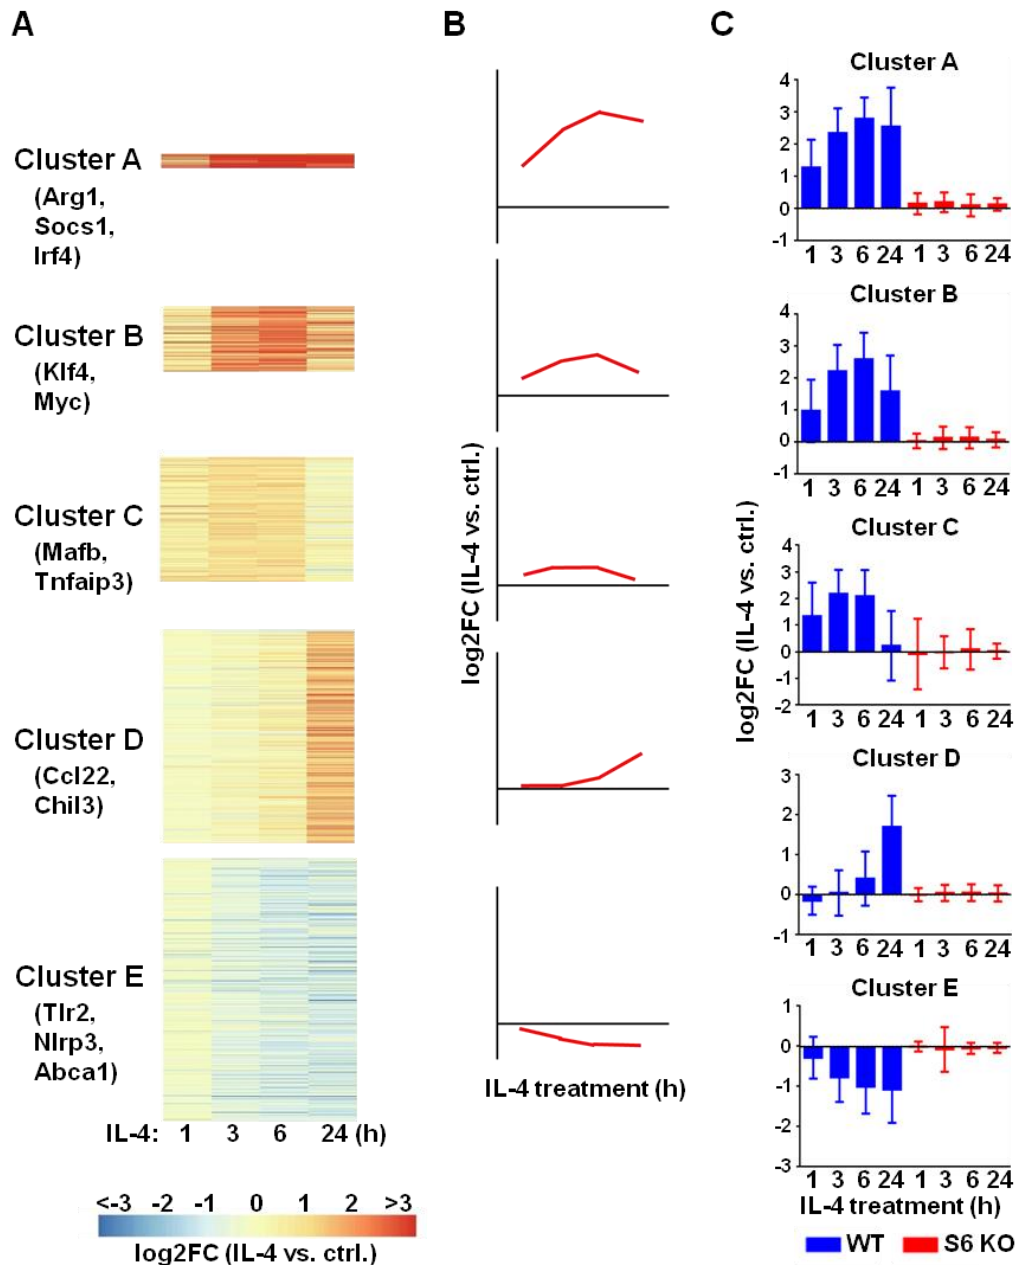 A
Cluster A
(Arg1,
Socs1,
Irf4)
Cluster B
(Klf4,
Myc)
Cluster C
(Mafb,
Tnfaip3)
Cluster D
(Ccl22,
Chil3)
Cluster E
(Tlr2,
Nlrp3,
Abca1)
IL-4: 1 3 6 24 (h)
<-3 -2 -1 0 1 2 >3
log2FC (IL-4 vs. ctrl.)
B
log2FC (IL-4 vs. ctrl.)
IL-4 treatment (h)
C
log2FC (IL-4 vs. ctrl.)
Cluster A
4
3
2
1
0
-1
1 3 6 24 1 3 6 24
Cluster B
4
3
2
1
0
-1
1 3 6 24 1 3 6 24
Cluster C
4
3
2
1
0
-1
-2
1 3 6 24 1 3 6 24
Cluster D
3
2
1
0
-1
1 3 6 24 1 3 6 24
Cluster E
1
0
-1
-2
-3
1 3 6 24 1 3 6 24
IL-4 treatment (h)
WT S6 KO